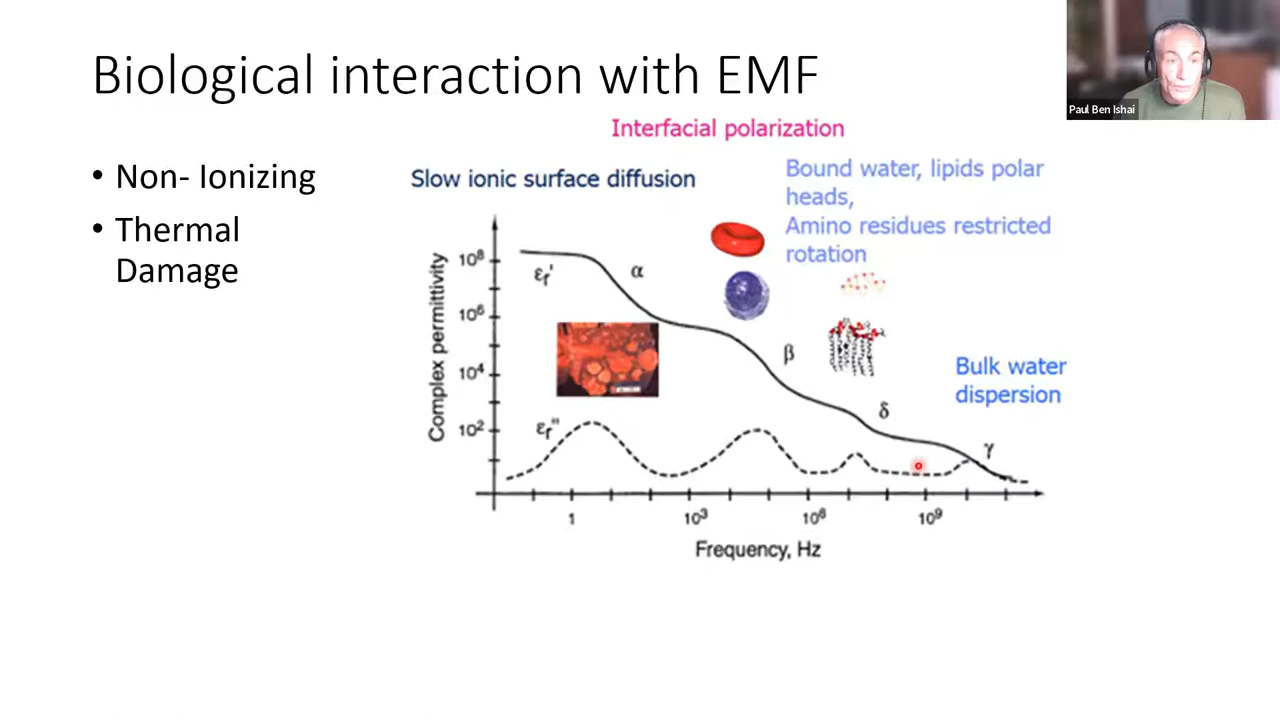 Biological interaction with EMF
Paul Ben Ishai
Interfacial polarization
• Non- Ionizing
• Thermal
Damage
Slow ionic surface diffusion
Bound water, lipids polar
heads,
Amino residues restricted
rotation
Bulk water
dispersion
Complex permittivity
10⁸
10⁶
10⁴
10²
εr'
εr"
α
β
δ
γ
1
10³
10⁶
10⁹
Frequency, Hz